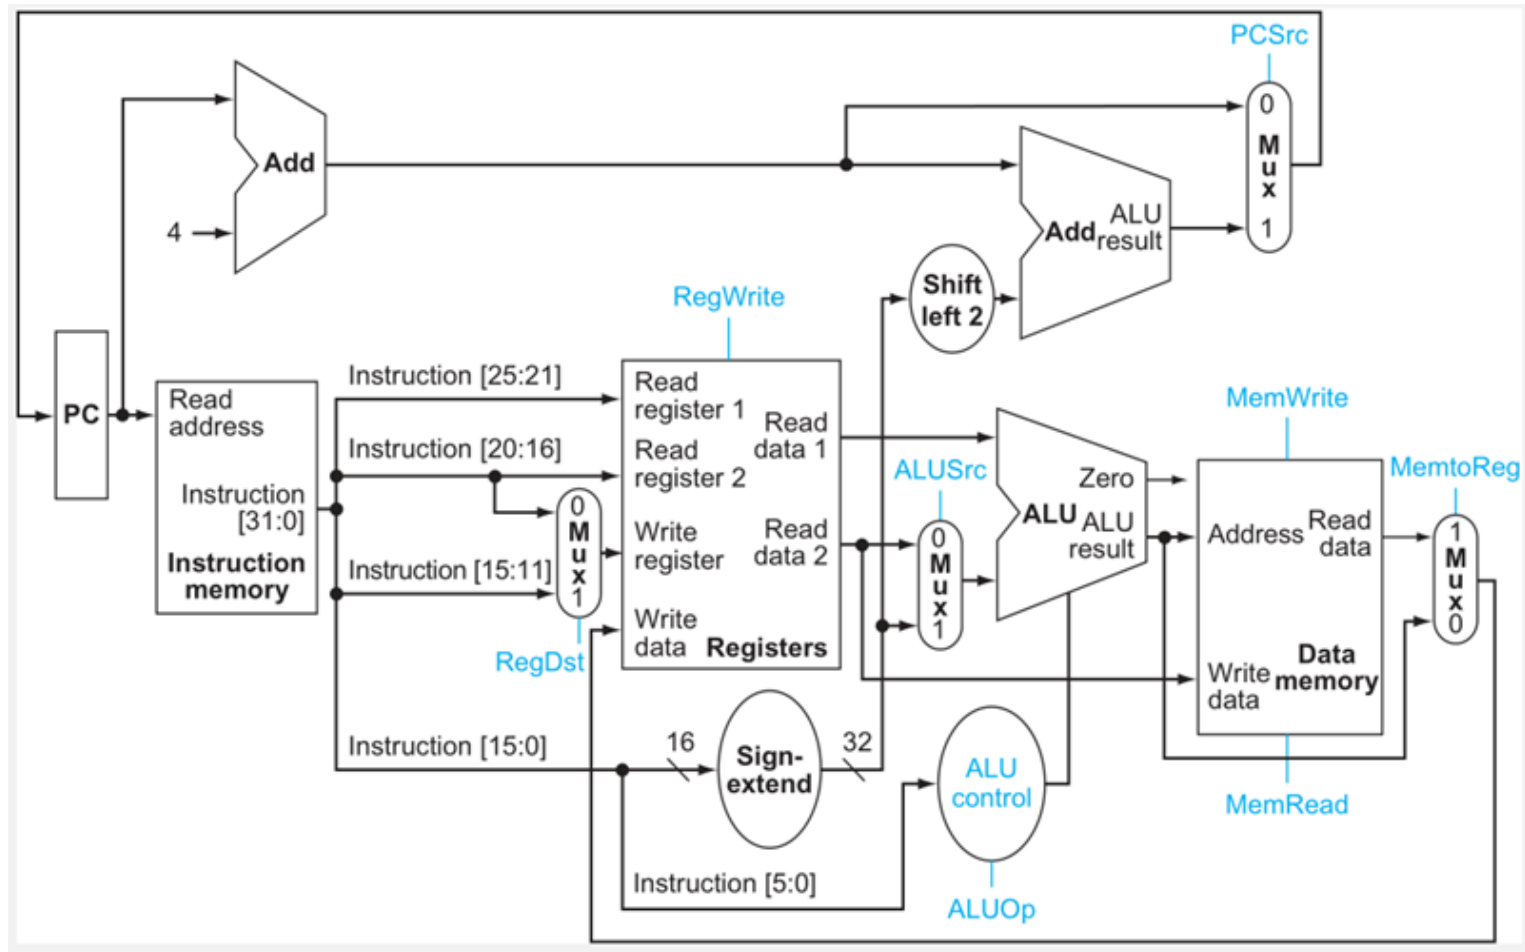 PCSrc
0
Mux
1
Add
4
Add
ALU
result
Shift
left 2
RegWrite
PC
Read
address
Instruction
[31:0]
Instruction
memory
Instruction [25:21]
Instruction [20:16]
Instruction [15:11]
Instruction [15:0]
0
Mux
1
RegDst
Read
register 1
Read
register 2
Write
register
Write
data
Read
data 1
Read
data 2
Registers
ALUSrc
0
Mux
1
Zero
ALU
ALU
result
MemWrite
Address
Read
data
Write
data
Data
memory
MemRead
MemtoReg
1
Mux
0
16
Sign-
extend
32
ALU
control
Instruction [5:0]
ALUOp